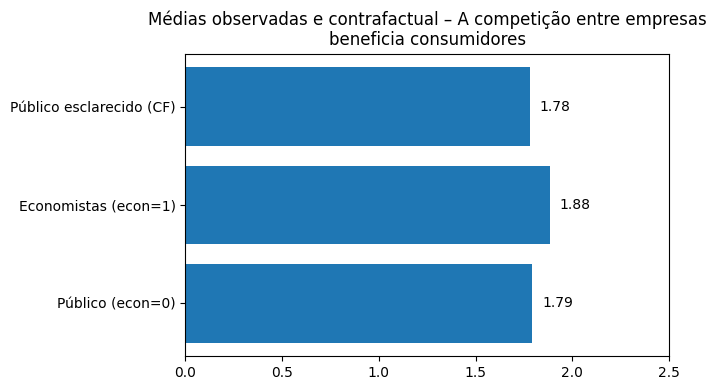 Médias observadas e contrafactual – A competição entre empresas
beneficia consumidores
Público esclarecido (CF)
1.78
Economistas (econ=1)
1.88
Público (econ=0)
1.79
0.0
0.5
1.0
1.5
2.0
2.5